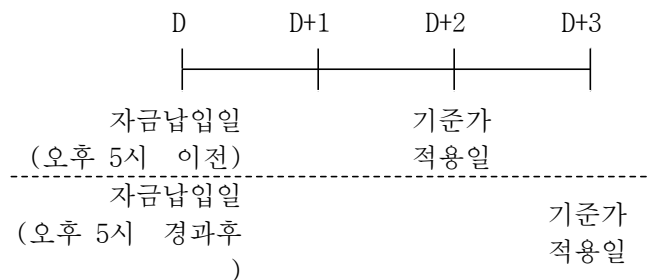 D D+1 D+2 D+3
자금납입일 기준가
(오후 5시 이전) 적용일
자금납입일
(오후 5시 경과후
)
기준가
적용일